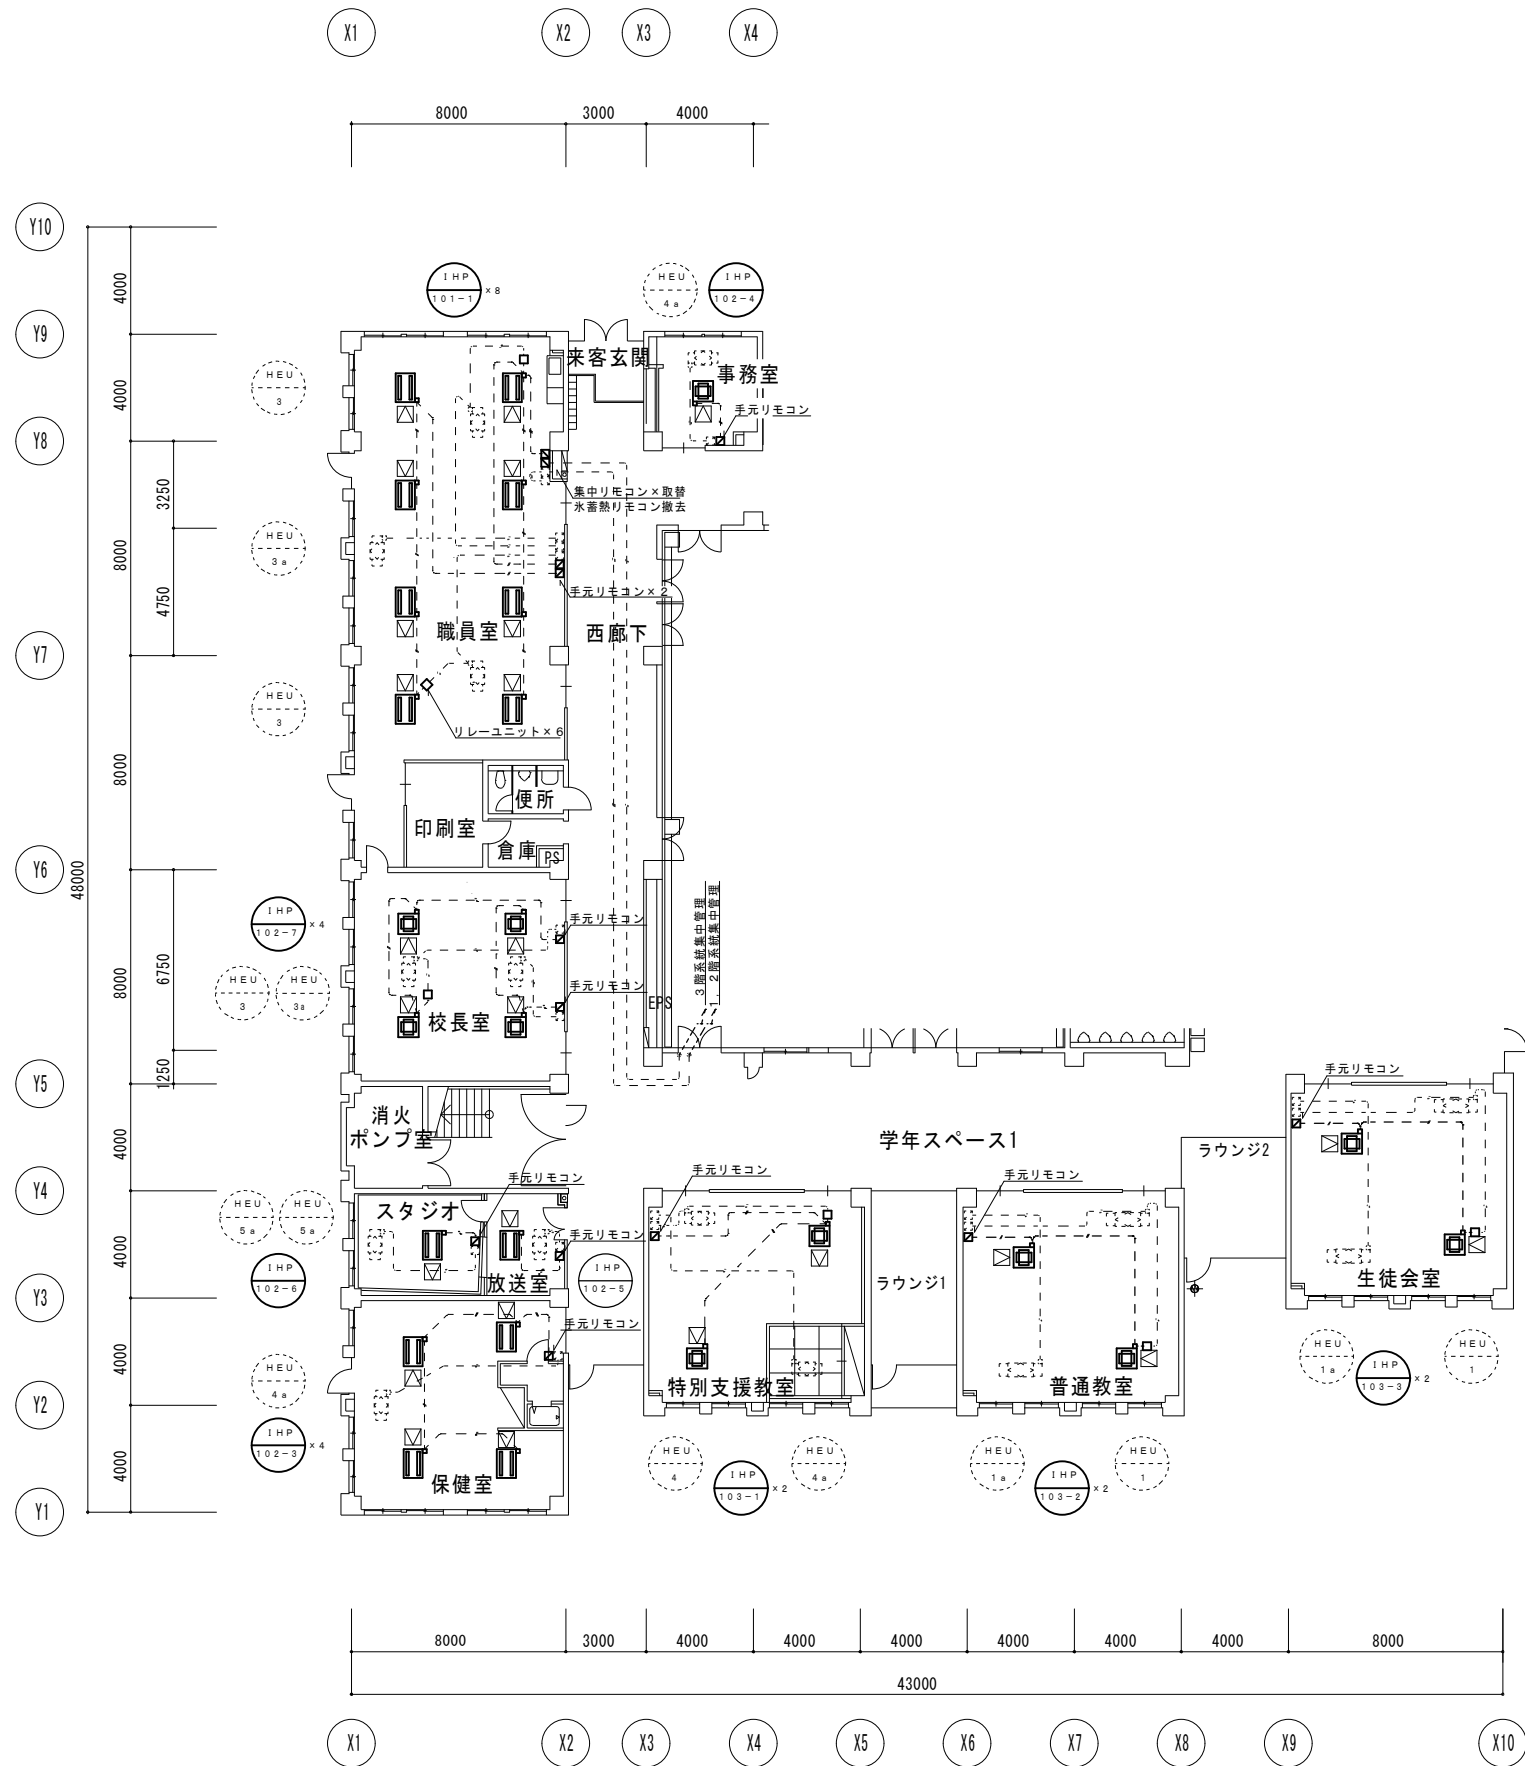 X1
X2
X3
X4
8000
3000
4000
Y10
Y9
Y8
Y7
Y6
Y5
Y4
Y3
Y2
Y1
48000
4000
4000
8000
8000
8000
4000
4000
4000
4000
3250
4750
6750
1250
IHP
101-1
×8
HEU
4a
IHP
102-4
HEU
3
HEU
3a
HEU
3
来客玄関
事務室
手元リモコン
集中リモコン×取替
氷蓄熱リモコン撤去
手元リモコン×2
職員室
西廊下
リレーユニット×6
便所
印刷室
倉庫
PS
IHP
102-7
×4
HEU
3
HEU
3a
手元リモコン
手元リモコン
校長室
EPS
3階系統集中管理
1，2階系統集中管理
消火
ポンプ室
学年スペース1
ラウンジ2
手元リモコン
生徒会室
HEU
5a
HEU
5a
IHP
102-6
スタジオ
手元リモコン
手元リモコン
放送室
IHP
102-5
手元リモコン
手元リモコン
手元リモコン
ラウンジ1
HEU
4a
IHP
102-3
×4
保健室
特別支援教室
普通教室
HEU
4
IHP
103-1
×2
HEU
4a
HEU
1a
IHP
103-2
×2
HEU
1
HEU
1a
IHP
103-3
×2
HEU
1
8000
3000
4000
4000
4000
4000
4000
4000
8000
43000
X1
X2
X3
X4
X5
X6
X7
X8
X9
X10